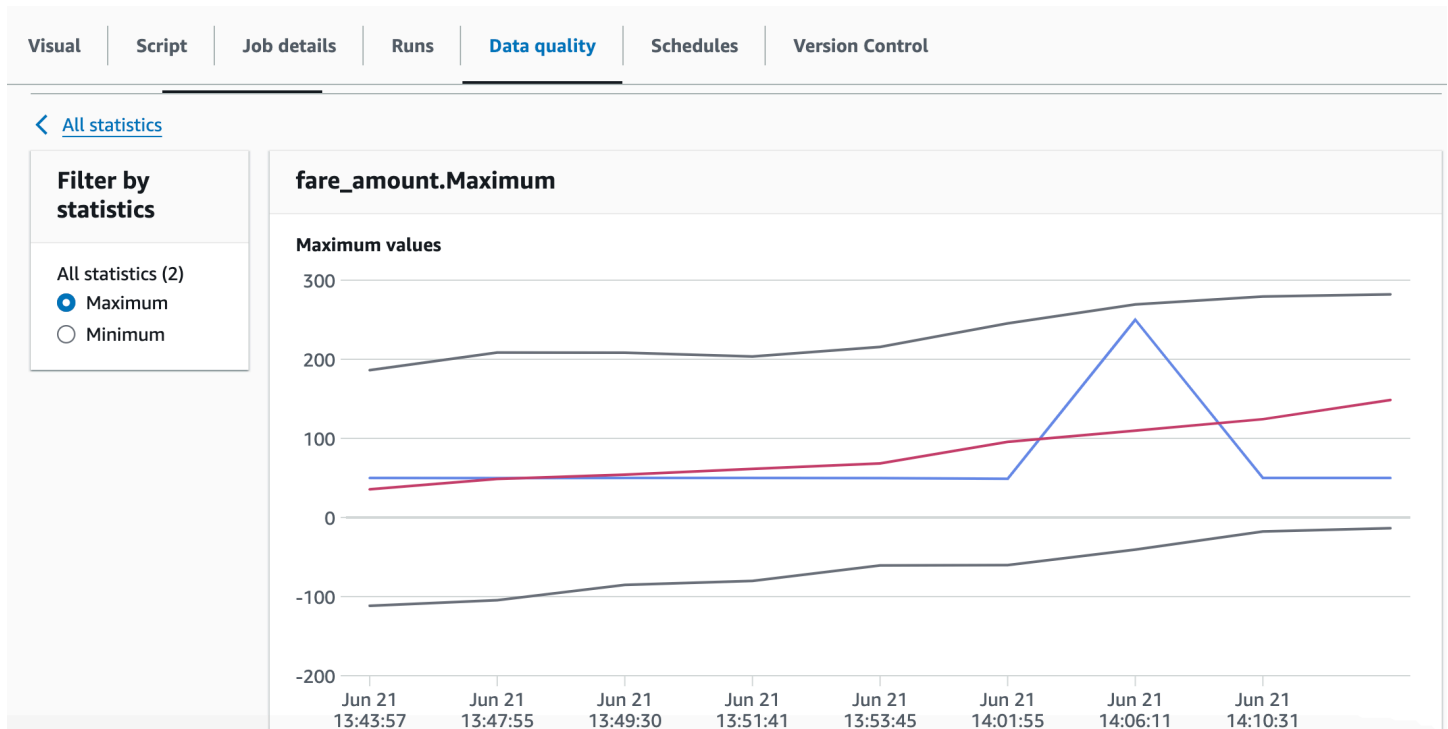 Visual Script Job details Runs Data quality Schedules Version Control
All statistics
Filter by
statistics
All statistics (2)
Maximum
Minimum
fare_amount.Maximum
Maximum values
300
200
100
0
-100
-200
Jun 21 Jun 21 Jun 21 Jun 21 Jun 21 Jun 21 Jun 21 Jun 21
13:43:57 13:47:55 13:49:30 13:51:41 13:53:45 14:01:55 14:06:11 14:10:31